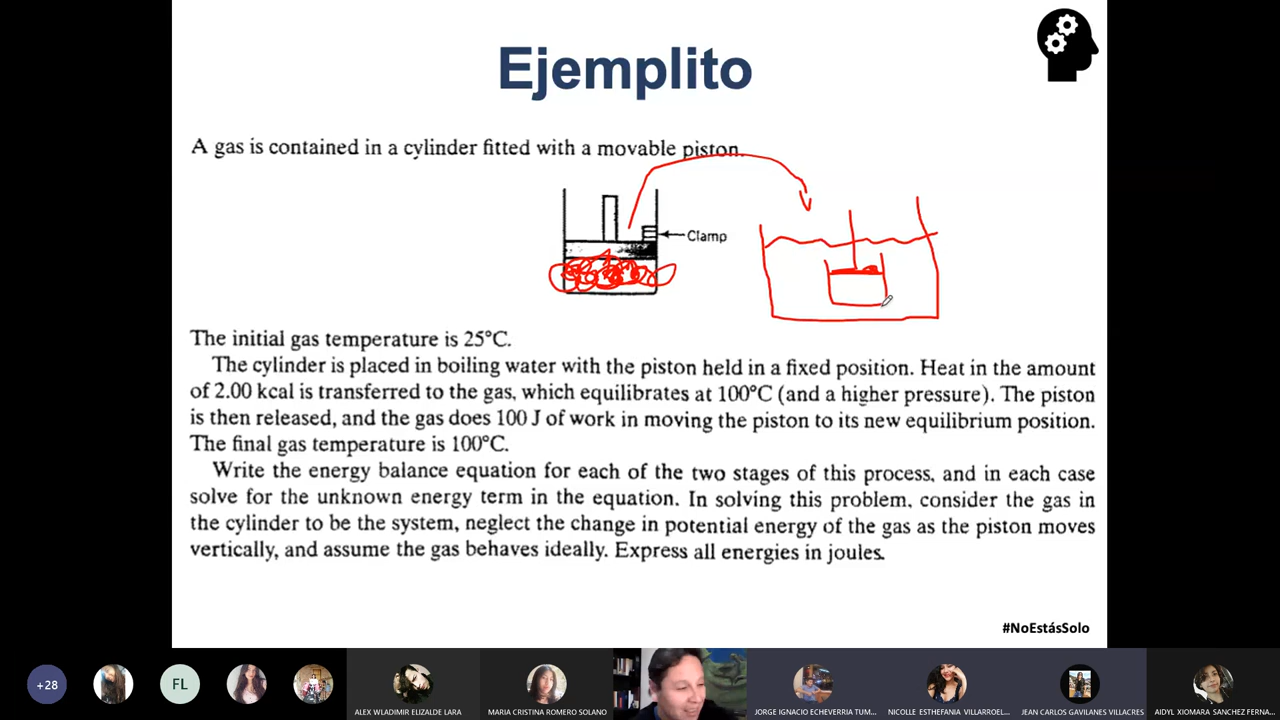 Ejemplito
A gas is contained in a cylinder fitted with a movable piston.
Clamp
The initial gas temperature is 25°C.
The cylinder is placed in boiling water with the piston held in a fixed position. Heat in the amount
of 2.00 kcal is transferred to the gas, which equilibrates at 100°C (and a higher pressure). The piston
is then released, and the gas does 100 J of work in moving the piston to its new equilibrium position.
The final gas temperature is 100°C.
Write the energy balance equation for each of the two stages of this process, and in each case
solve for the unknown energy term in the equation. In solving this problem, consider the gas in
the cylinder to be the system, neglect the change in potential energy of the gas as the piston moves
vertically, and assume the gas behaves ideally. Express all energies in joules.
#NoEstásSolo
+28
FL
ALEX WLADIMIR ELIZALDE LARA
MARIA CRISTINA ROMERO SOLANO
JORGE IGNACIO ECHEVERRIA TUM...
NICOLLE ESTHEFANIA VILLARROEL...
JEAN CARLOS GAVILANES VILLACRES
AIDYL XIOMARA SANCHEZ FERNA...